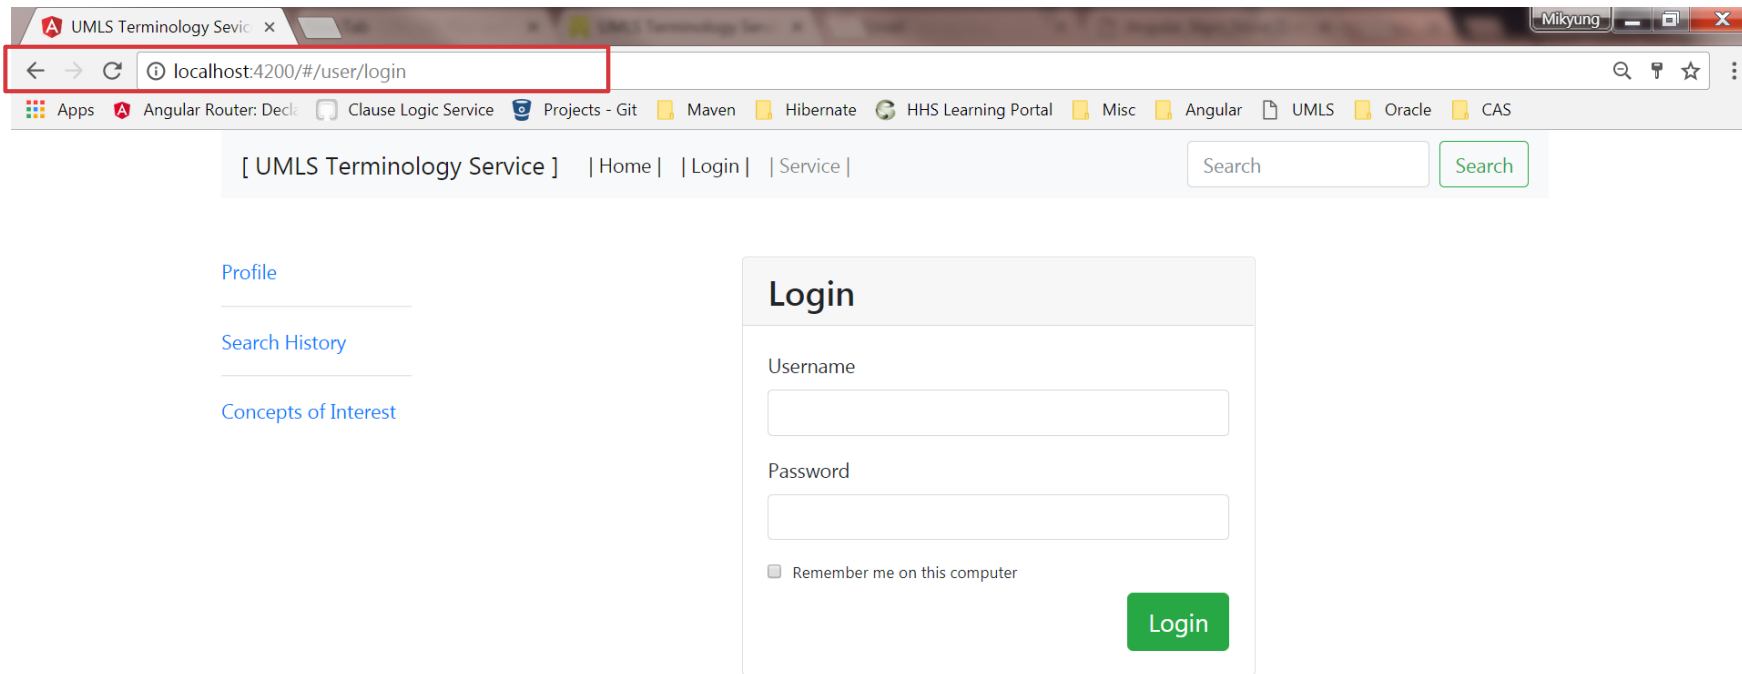 UMLS Terminology Sevic
Mikyung
localhost:4200/#/user/login
Apps Angular Router: Decla Clause Logic Service Projects - Git Maven Hibernate HHS Learning Portal Misc Angular UMLS Oracle CAS
[ UMLS Terminology Service ] | Home | | Login | | Service | Search Search
Profile
Search History
Concepts of Interest
Login
Username
Password
Remember me on this computer
Login